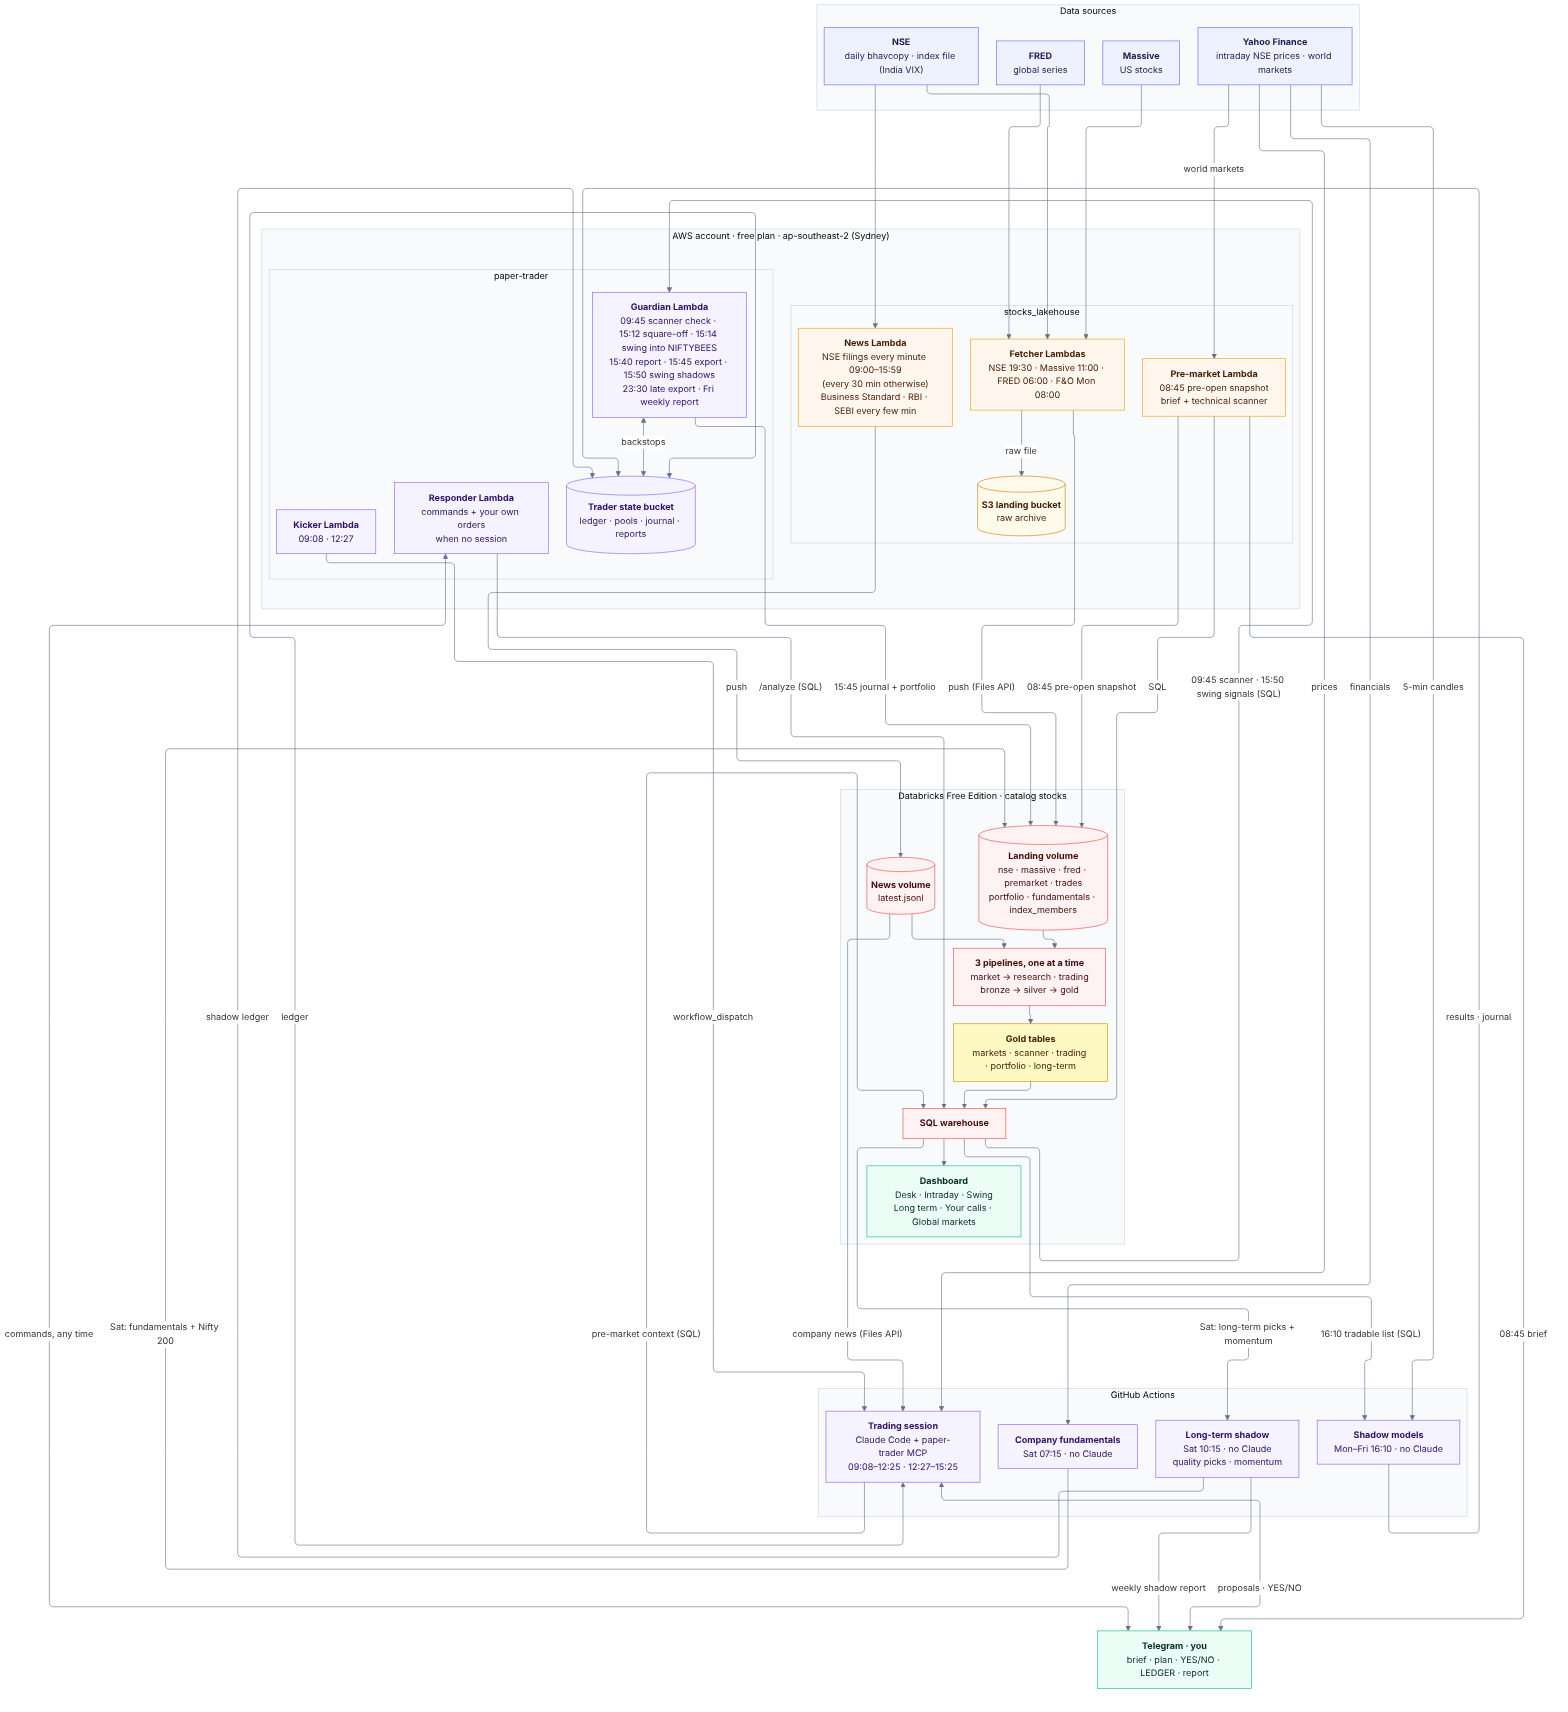 Data sources
NSE
daily bhavcopy · index file
(India VIX)
FRED
global series
Massive
US stocks
Yahoo Finance
intraday NSE prices · world
markets
world markets
AWS account · free plan · ap-southeast-2 (Sydney)
paper-trader
Guardian Lambda
09:45 scanner check ·
15:12 square-off · 15:14
swing into NIFTYBEES
15:40 report · 15:45 export ·
15:50 swing shadows
23:30 late export · Fri
weekly report
backstops
Kicker Lambda
09:08 · 12:27
Responder Lambda
commands + your own
orders
when no session
Trader state bucket
ledger · pools · journal ·
reports
stocks_lakehouse
News Lambda
NSE filings every minute
09:00–15:59
(every 30 min otherwise)
Business Standard · RBI ·
SEBI every few min
Fetcher Lambdas
NSE 19:30 · Massive 11:00 ·
FRED 06:00 · F&O Mon
08:00
Pre-market Lambda
08:45 pre-open snapshot
brief + technical scanner
raw file
S3 landing bucket
raw archive
push
/analyze (SQL)
15:45 journal + portfolio
push (Files API)
08:45 pre-open snapshot
SQL
09:45 scanner · 15:50
swing signals (SQL)
prices
financials
5-min candles
Databricks Free Edition · catalog stocks
News volume
latest.jsonl
Landing volume
nse · massive · fred ·
premarket · trades
portfolio · fundamentals ·
index_members
3 pipelines, one at a time
market → research · trading
bronze → silver → gold
Gold tables
markets · scanner · trading
· portfolio · long-term
SQL warehouse
Dashboard
Desk · Intraday · Swing
Long term · Your calls ·
Global markets
shadow ledger
ledger
workflow_dispatch
results · journal
commands, any time
Sat: fundamentals + Nifty
200
pre-market context (SQL)
company news (Files API)
Sat: long-term picks +
momentum
16:10 tradable list (SQL)
08:45 brief
GitHub Actions
Trading session
Claude Code + paper-
trader MCP
09:08–12:25 · 12:27–15:25
Company fundamentals
Sat 07:15 · no Claude
Long-term shadow
Sat 10:15 · no Claude
quality picks · momentum
Shadow models
Mon–Fri 16:10 · no Claude
weekly shadow report
proposals · YES/NO
Telegram · you
brief · plan · YES/NO ·
LEDGER · report